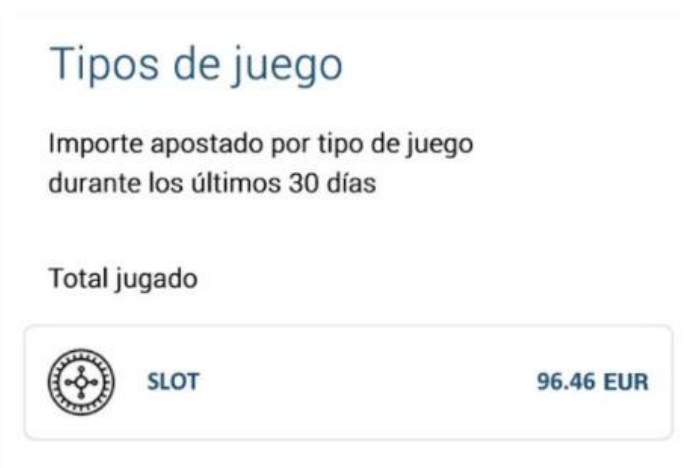 Tipos de juego
Importe apostado por tipo de juego
durante los últimos 30 días
Total jugado
SLOT 96.46 EUR